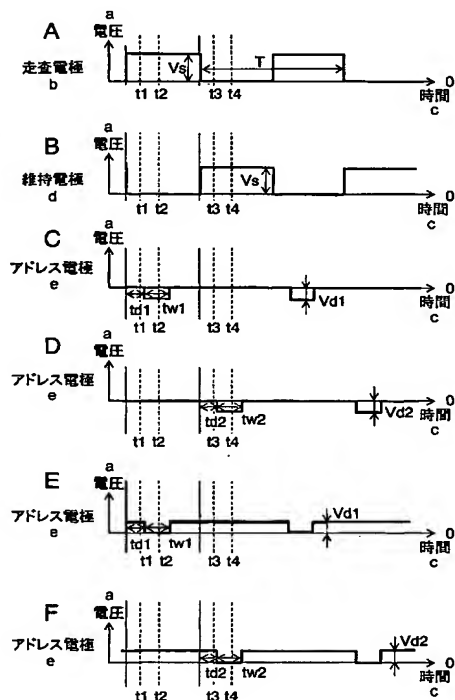 A
a
電圧
走査電極
b
Vs
T
0
t1 t2 t3 t4
時間
c
B
a
電圧
維持電極
d
Vs
0
t1 t2 t3 t4
時間
c
C
a
電圧
アドレス電極
e
0
td1 tw1
t1 t2 t3 t4
Vd1
時間
c
D
a
電圧
アドレス電極
e
0
td2 tw2
t1 t2 t3 t4
Vd2
時間
c
E
a
電圧
アドレス電極
e
Vd1
0
td1 tw1
t1 t2 t3 t4
時間
c
F
a
電圧
アドレス電極
e
Vd2
0
td2 tw2
t1 t2 t3 t4
時間
c